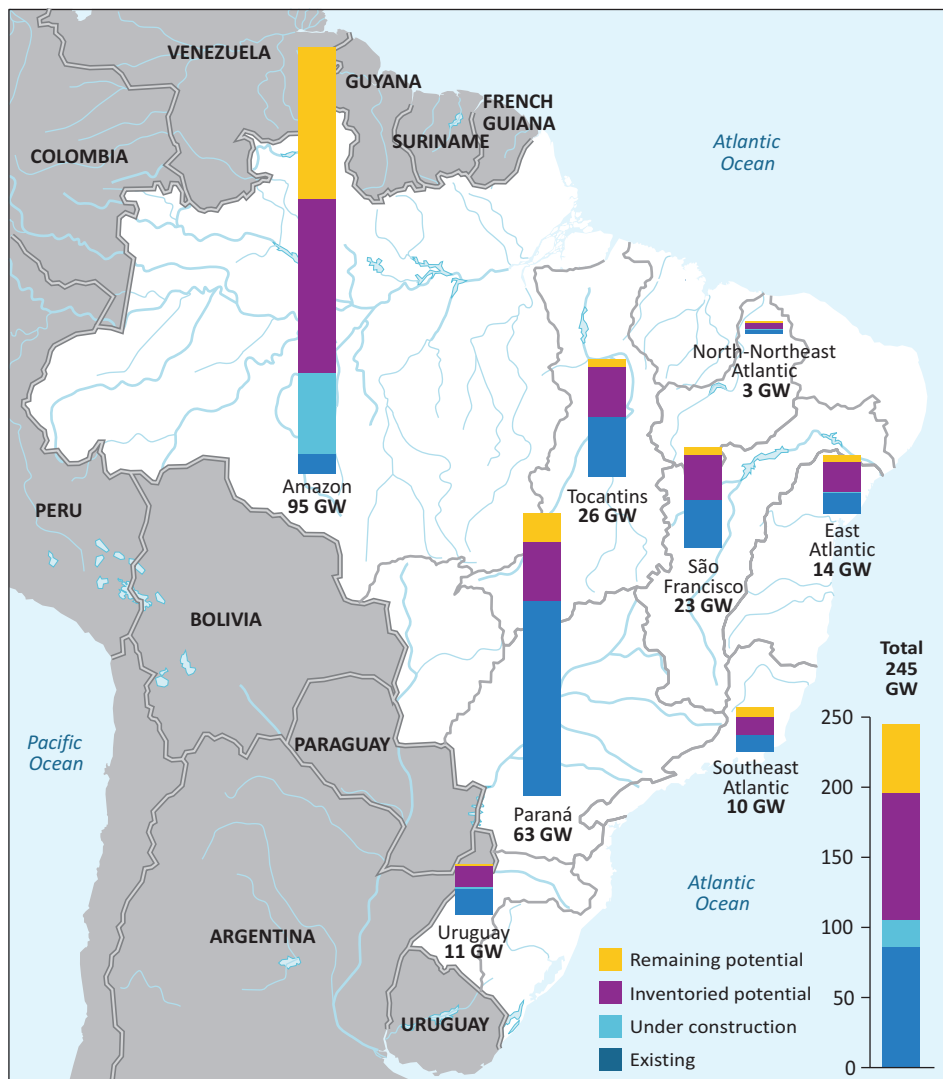 VENEZUELA
GUYANA
FRENCH
GUIANA
SURINAME
COLOMBIA
Atlantic
Ocean
North-Northeast
Atlantic
3 GW
Amazon
95 GW
Tocantins
26 GW
PERU
East
Atlantic
14 GW
São
Francisco
23 GW
BOLIVIA
Total
245
GW
250
200
150
100
50
0
Pacific
Ocean
PARAGUAY
Southeast
Atlantic
10 GW
Paraná
63 GW
Atlantic
Ocean
Uruguay
11 GW
ARGENTINA
URUGUAY
Remaining potential
Inventoried potential
Under construction
Existing